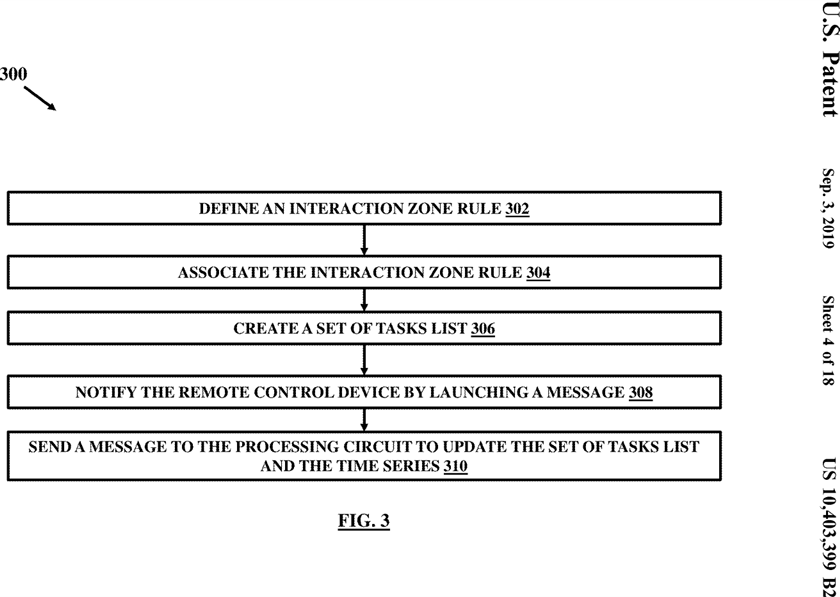 U.S. Patent
Sep. 3, 2019
Sheet 4 of 18
US 10,403,399 B2
300
DEFINE AN INTERACTION ZONE RULE 302
ASSOCIATE THE INTERACTION ZONE RULE 304
CREATE A SET OF TASKS LIST 306
NOTIFY THE REMOTE CONTROL DEVICE BY LAUNCHING A MESSAGE 308
SEND A MESSAGE TO THE PROCESSING CIRCUIT TO UPDATE THE SET OF TASKS LIST
AND THE TIME SERIES 310
FIG. 3